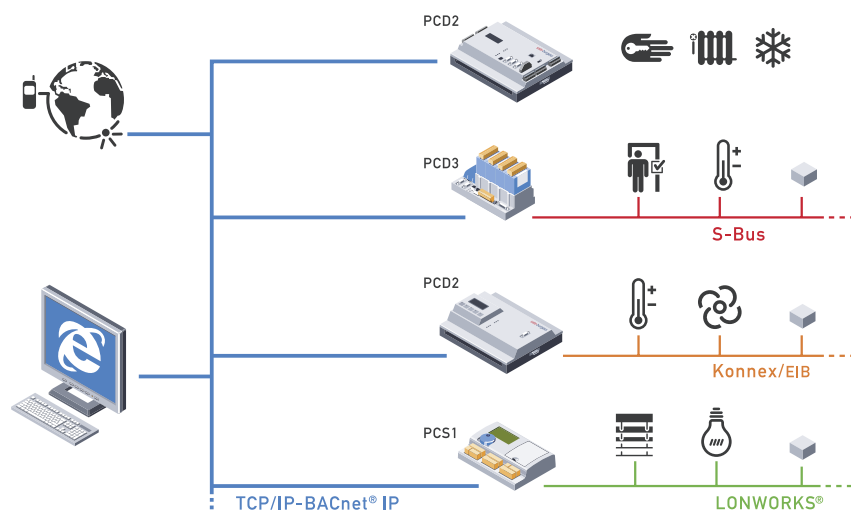 PCD2
PCD3
S-Bus
PCD2
Konnex/EIB
PCS1
TCP/IP-BACnet® IP
LONWORKS®